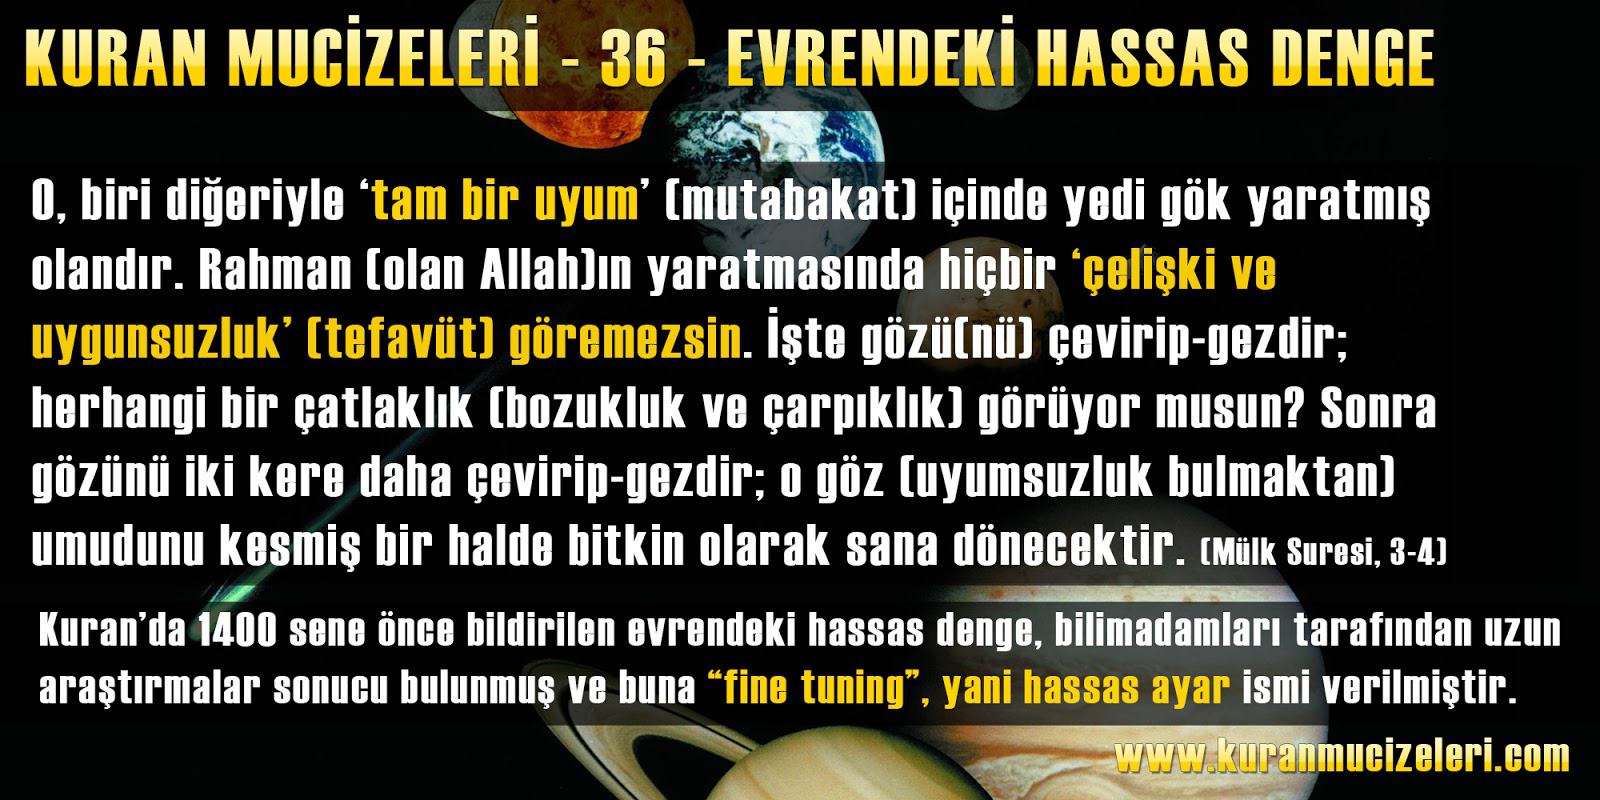 KURAN MUCİZELERİ - 36 - EVRENDEKİ HASSAS DENGE
O, biri diğeriyle ‘tam bir uyum’ (mutabakat) içinde yedi gök yaratmış
olandır. Rahman (olan Allah)ın yaratmasında hiçbir ‘çelişki ve
uygunsuzluk’ (tefavüt) göremezsin. İşte gözü(nü) çevirip-gezdir;
herhangi bir çatlaklık (bozukluk ve çarpıklık) görüyor musun? Sonra
gözünü iki kere daha çevirip-gezdir; o göz (uyumsuzluk bulmaktan)
umudunu kesmiş bir halde bitkin olarak sana dönecektir. (Mülk Suresi, 3-4)
Kuran’da 1400 sene önce bildirilen evrendeki hassas denge, bilimadamları tarafından uzun
araştırmalar sonucu bulunmuş ve buna “fine tuning”, yani hassas ayar ismi verilmiştir.
www.kuranmucizeleri.com